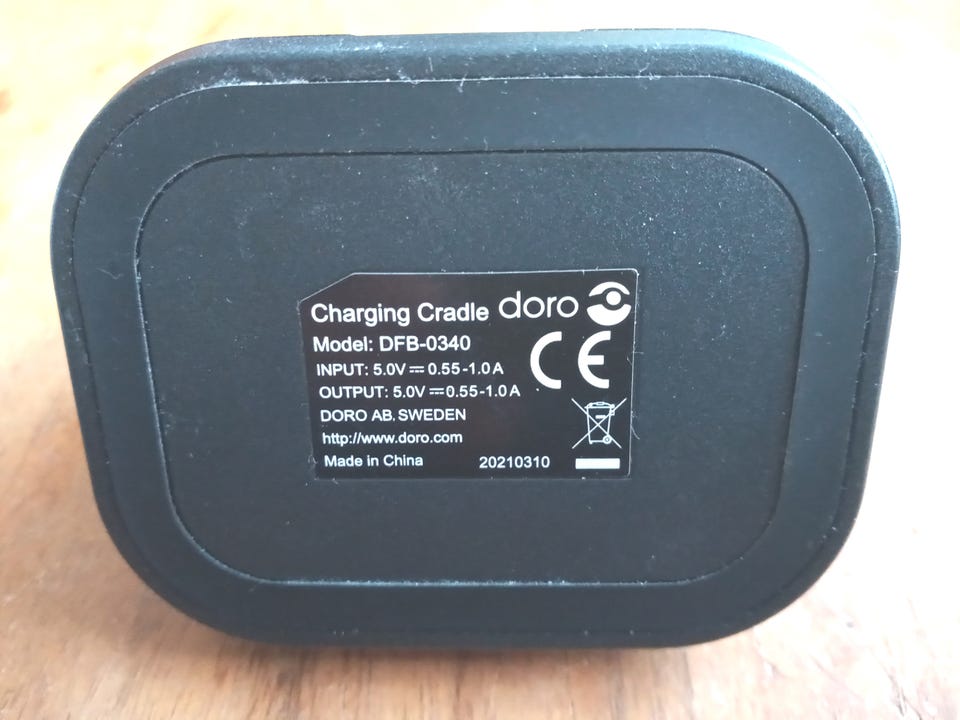 Charging Cradle doro
Model: DFB-0340
INPUT: 5.0V ⎓ 0.55-1.0A
CE
OUTPUT: 5.0V ⎓ 0.55-1.0A
DORO AB. SWEDEN
http://www.doro.com
Made in China 20210310